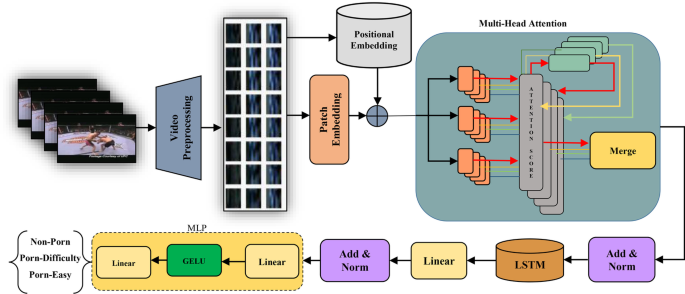 Multi-Head Attention
Positional
Embedding
Video
Preprocessing
Patch
Embedding
ATTENTION SCORE
Merge
MLP
Non-Porn
Porn-Difficulty
Porn-Easy
Linear
GELU
Linear
Add &
Norm
Linear
LSTM
Add &
Norm